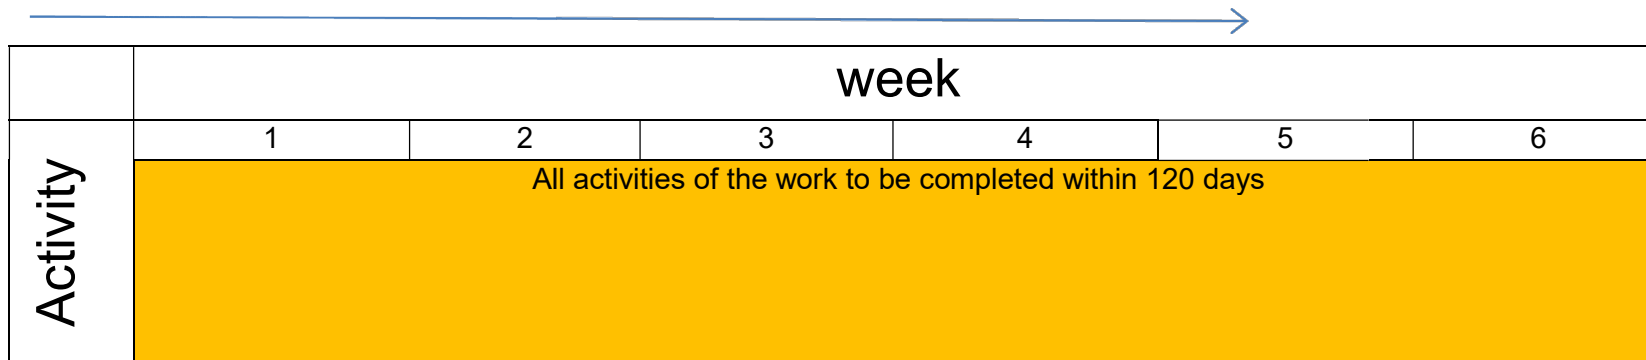 week
1 2 3 4 5 6
Activity
All activities of the work to be completed within 120 days